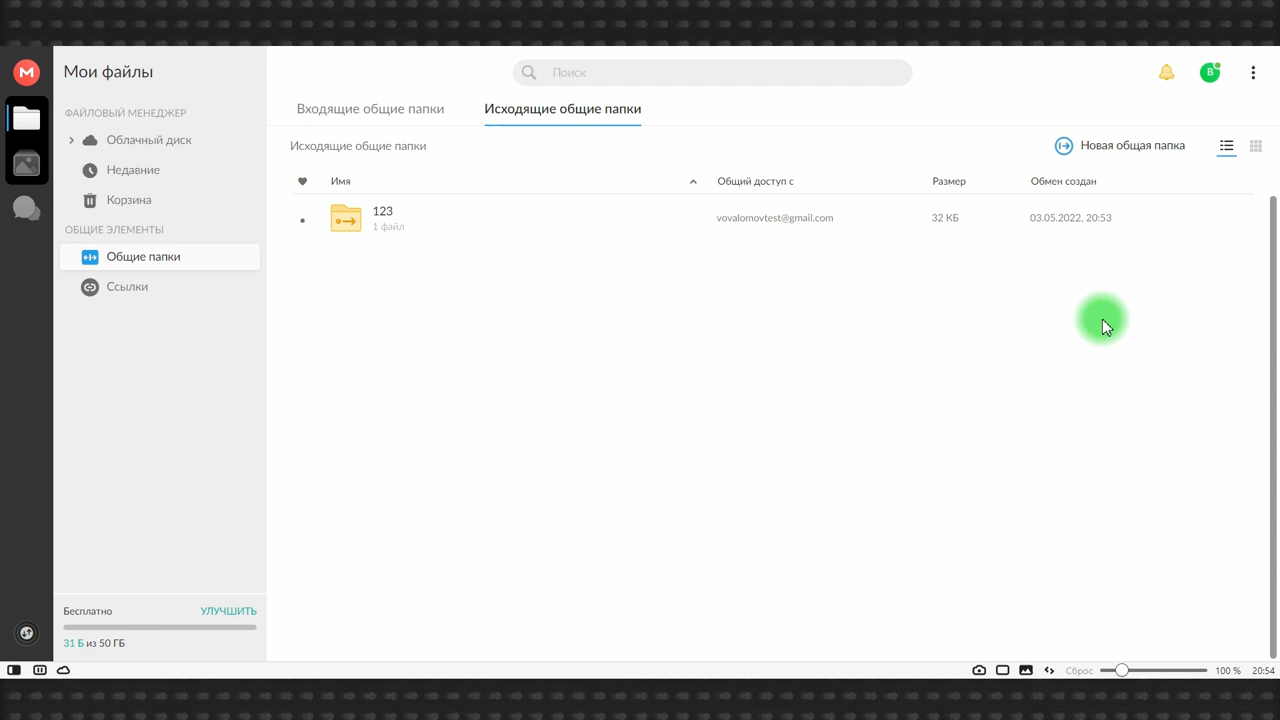 Мои файлы
Поиск
B
ФАЙЛОВЫЙ МЕНЕДЖЕР
Облачный диск
Недавние
Корзина
ОБЩИЕ ЭЛЕМЕНТЫ
Общие папки
Ссылки
Входящие общие папки
Исходящие общие папки
Исходящие общие папки
Новая общая папка
Имя
Общий доступ с
Размер
Обмен создан
123
1 файл
vovalomovtest@gmail.com
32 КБ
03.05.2022, 20:53
Бесплатно
УЛУЧШИТЬ
31 Б из 50 ГБ
Сброс
100 %
20:54